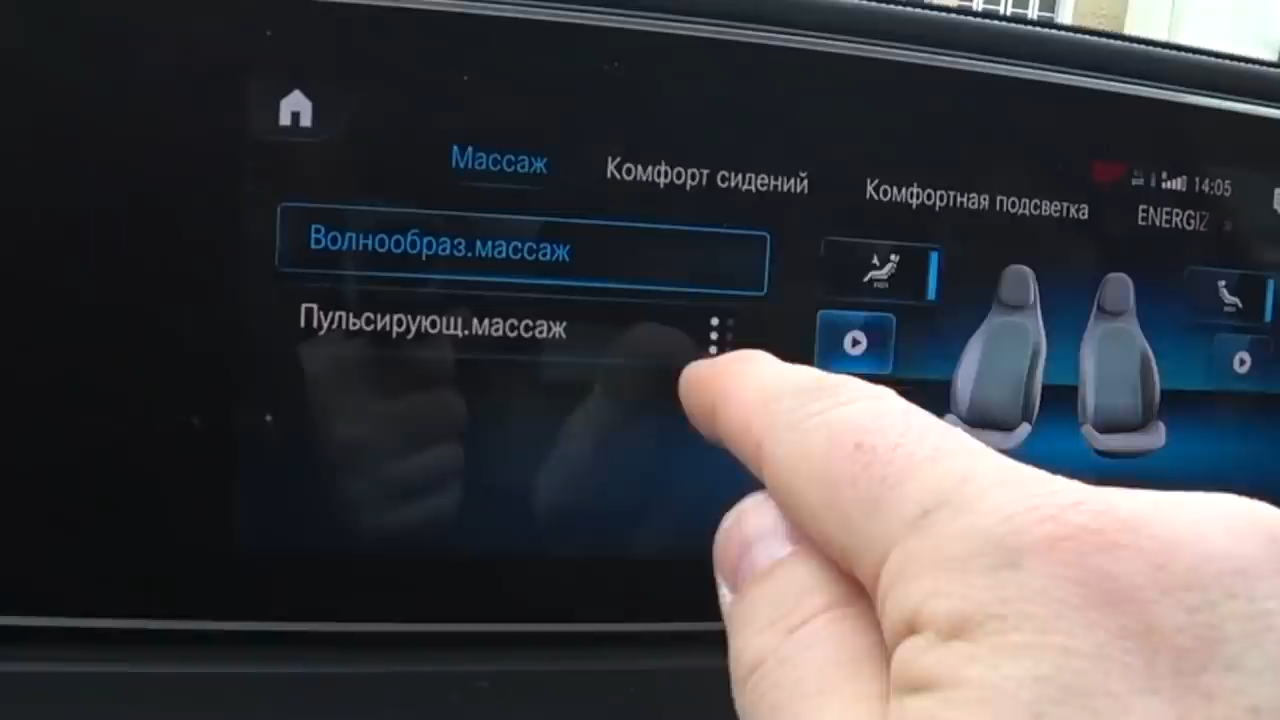 Массаж
Комфорт сидений
Комфортная подсветка
14:05
ENERGIZ
Волнообраз.массаж
Пульсирующ.массаж